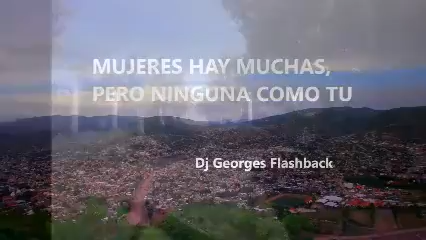 MUJERES HAY MUCHAS,
PERO NINGUNA COMO TU
Dj Georges Flashback